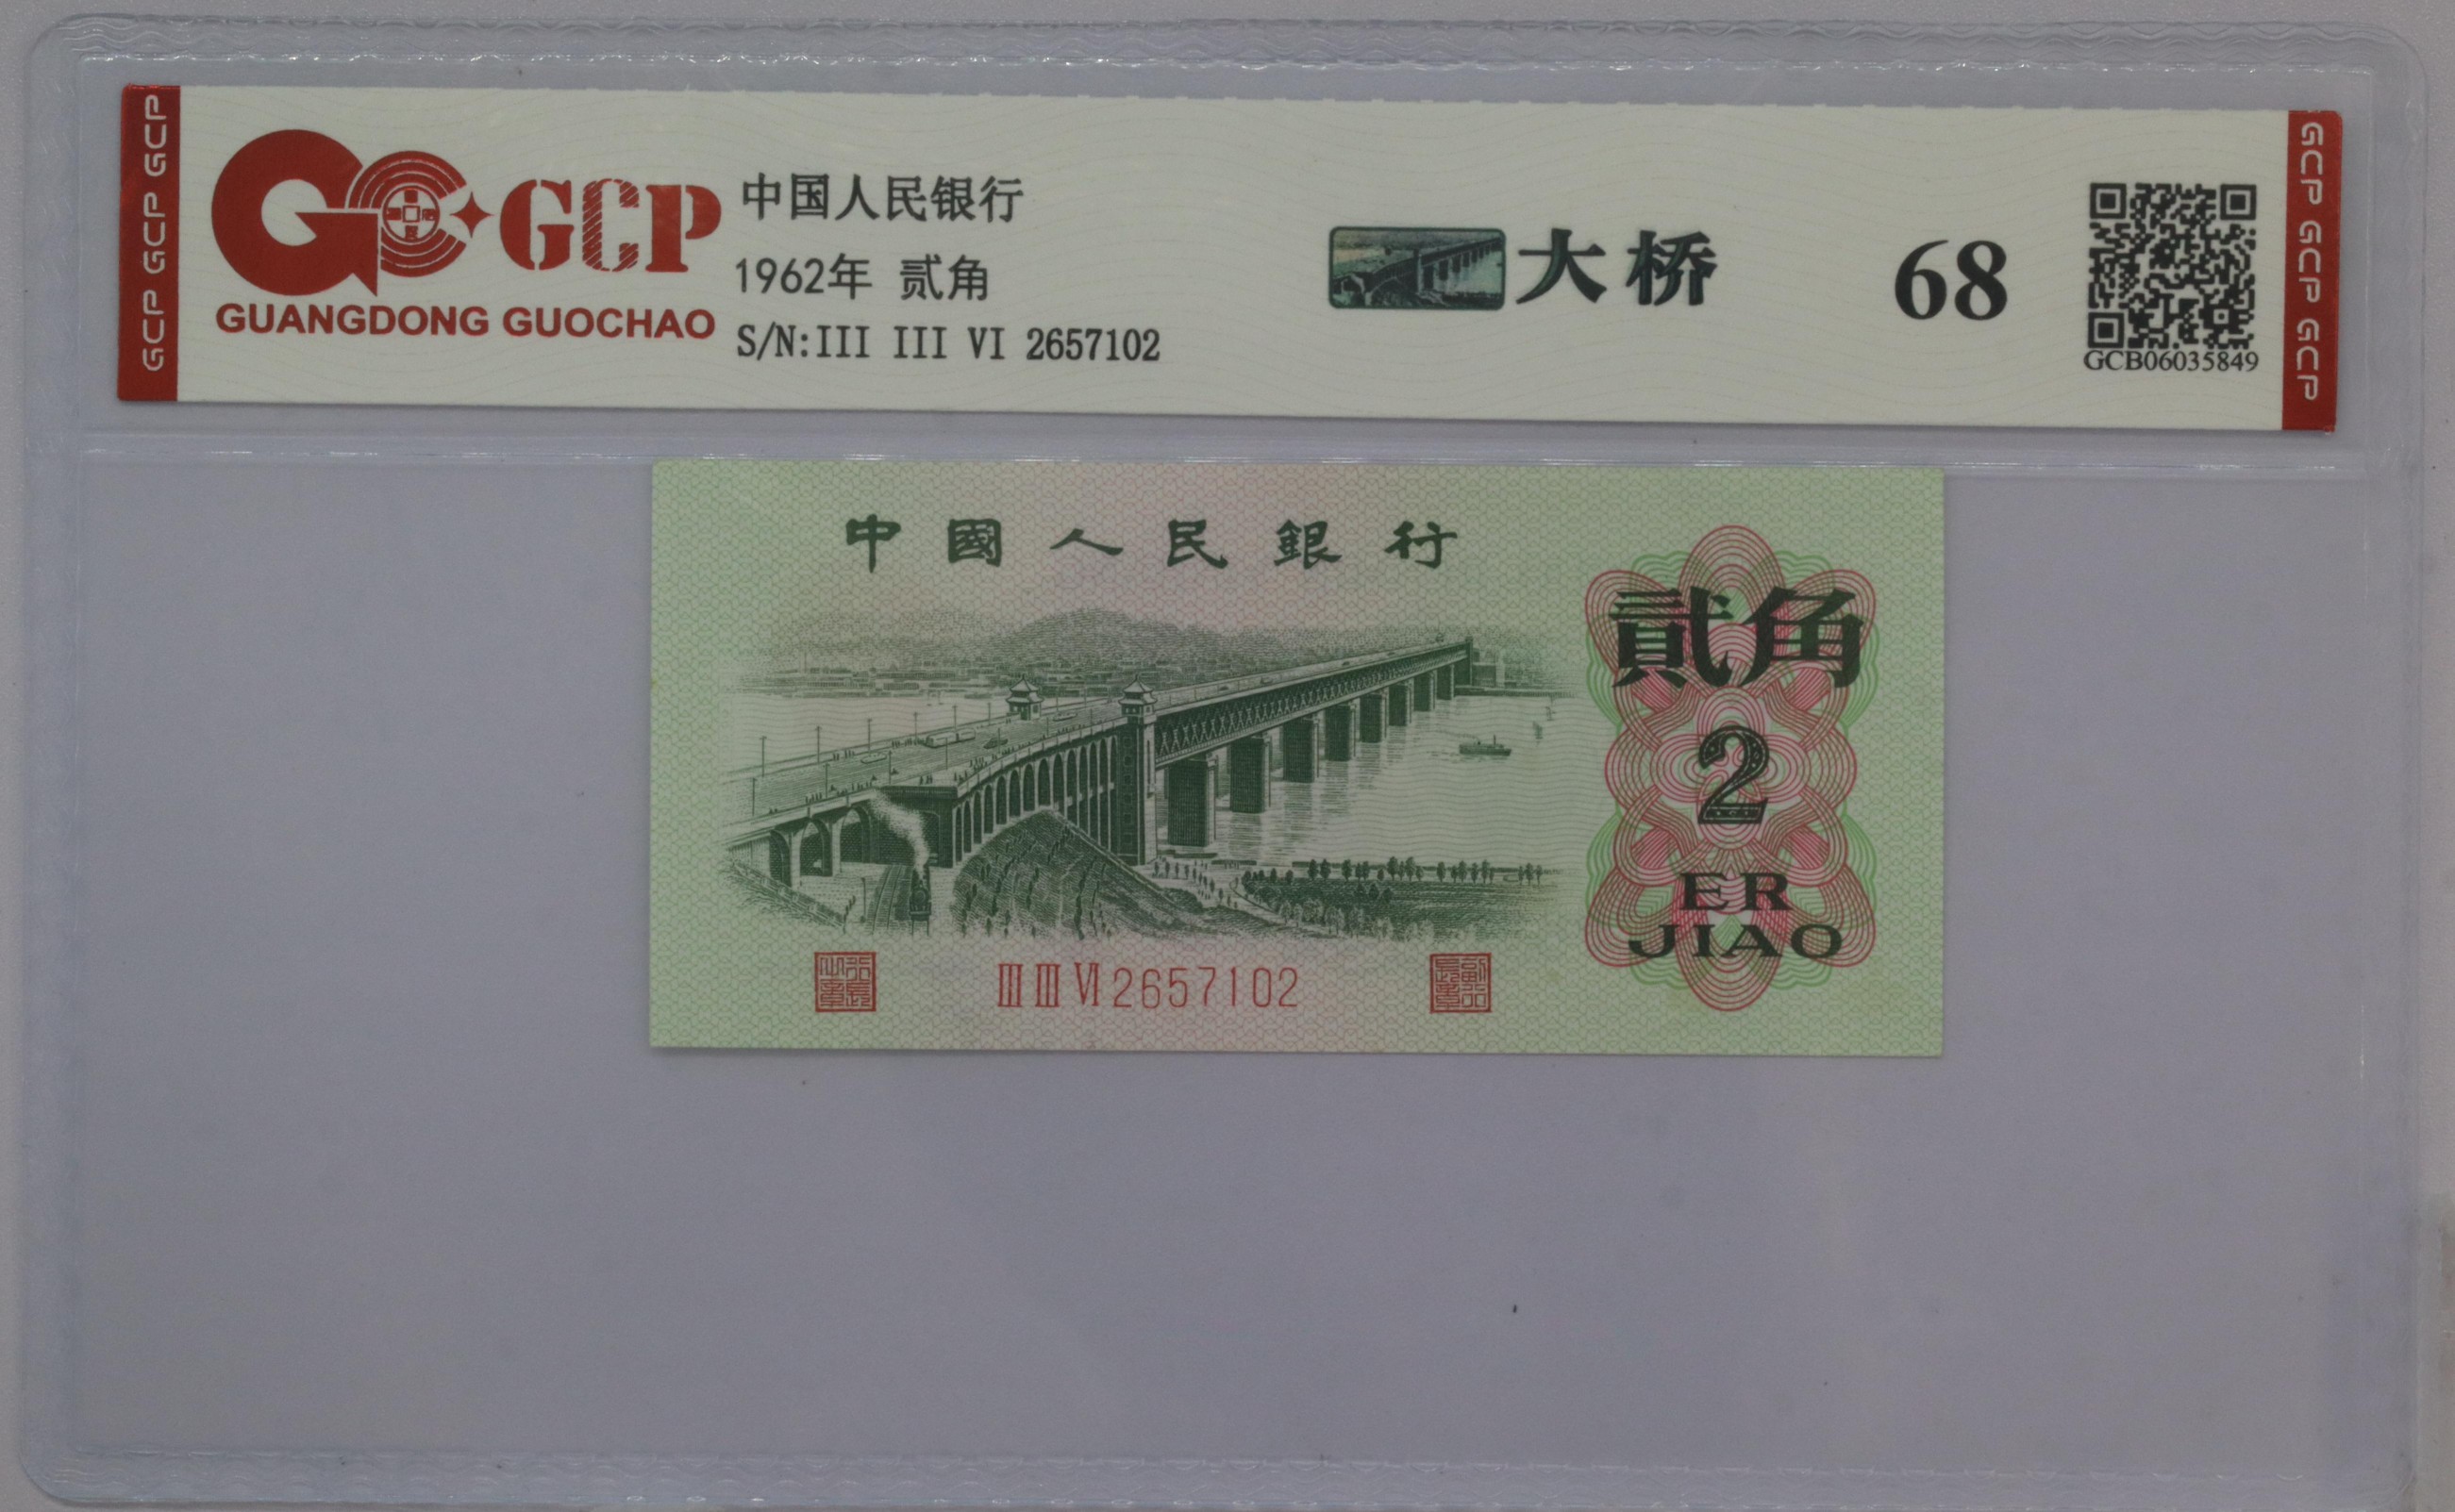 GCP GCP GCP
GCP
GUANGDONG GUOCHAO
中国人民银行
1962年 贰角
S/N:III III VI 2657102
大桥
68
GCB06035849
GCP GCP GCP
中國人民銀行
貳角
2
ER
JIAO
III III VI 2657102